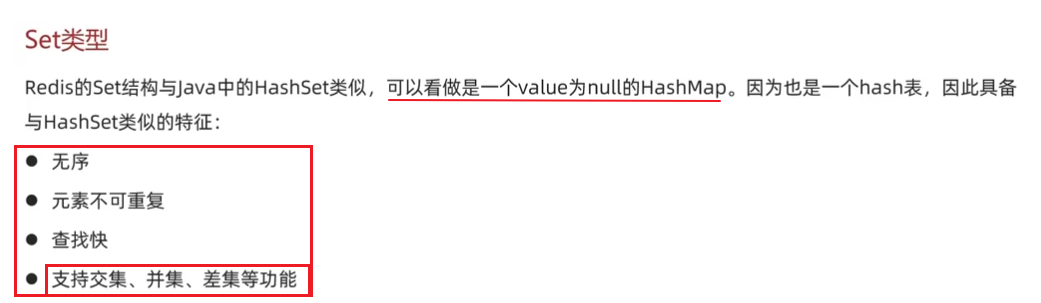 Set类型
Redis的Set结构与Java中的HashSet类似，可以看做是一个value为null的HashMap。因为也是一个hash表，因此具备
与HashSet类似的特征：
● 无序
● 元素不可重复
● 查找快
● 支持交集、并集、差集等功能